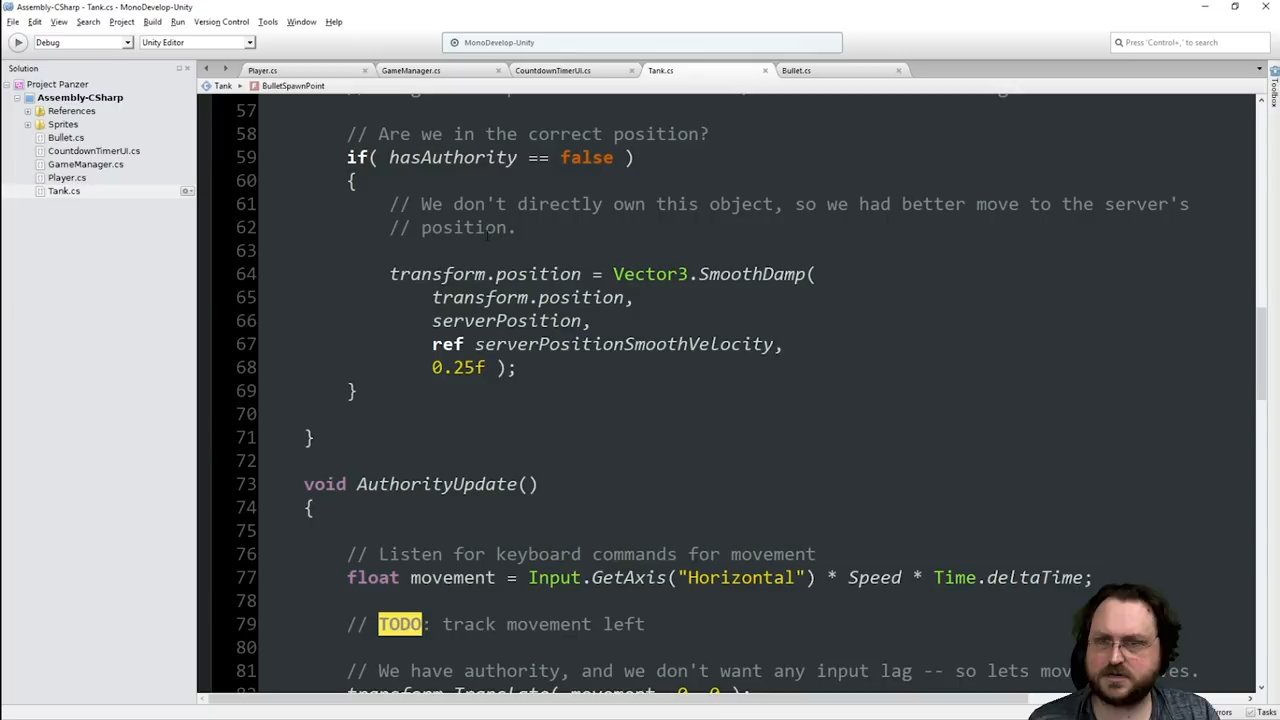 Assembly-CSharp - Tank.cs - MonoDevelop-Unity
File Edit View Search Project Build Run Version Control Tools Window Help
Debug Unity Editor MonoDevelop-Unity Press 'Control+,' to search
Solution
Project Panzer
Assembly-CSharp
References
Sprites
Bullet.cs
CountdownTimerUI.cs
GameManager.cs
Player.cs
Tank.cs
Player.cs GameManager.cs CountdownTimerUI.cs Tank.cs Bullet.cs
Tank BulletSpawnPoint
Toolbox
57
58 // Are we in the correct position?
59 if( hasAuthority == false )
60 {
61 // We don't directly own this object, so we had better move to the server's
62 // position.
63
64 transform.position = Vector3.SmoothDamp(
65 transform.position,
66 serverPosition,
67 ref serverPositionSmoothVelocity,
68 0.25f );
69 }
70
71 }
72
73 void AuthorityUpdate()
74 {
75
76 // Listen for keyboard commands for movement
77 float movement = Input.GetAxis("Horizontal") * Speed * Time.deltaTime;
78
79 // TODO: track movement left
80
81 // We have authority, and we don't want any input lag -- so lets
transform.Translate( movement, 0, 0 );
Tasks